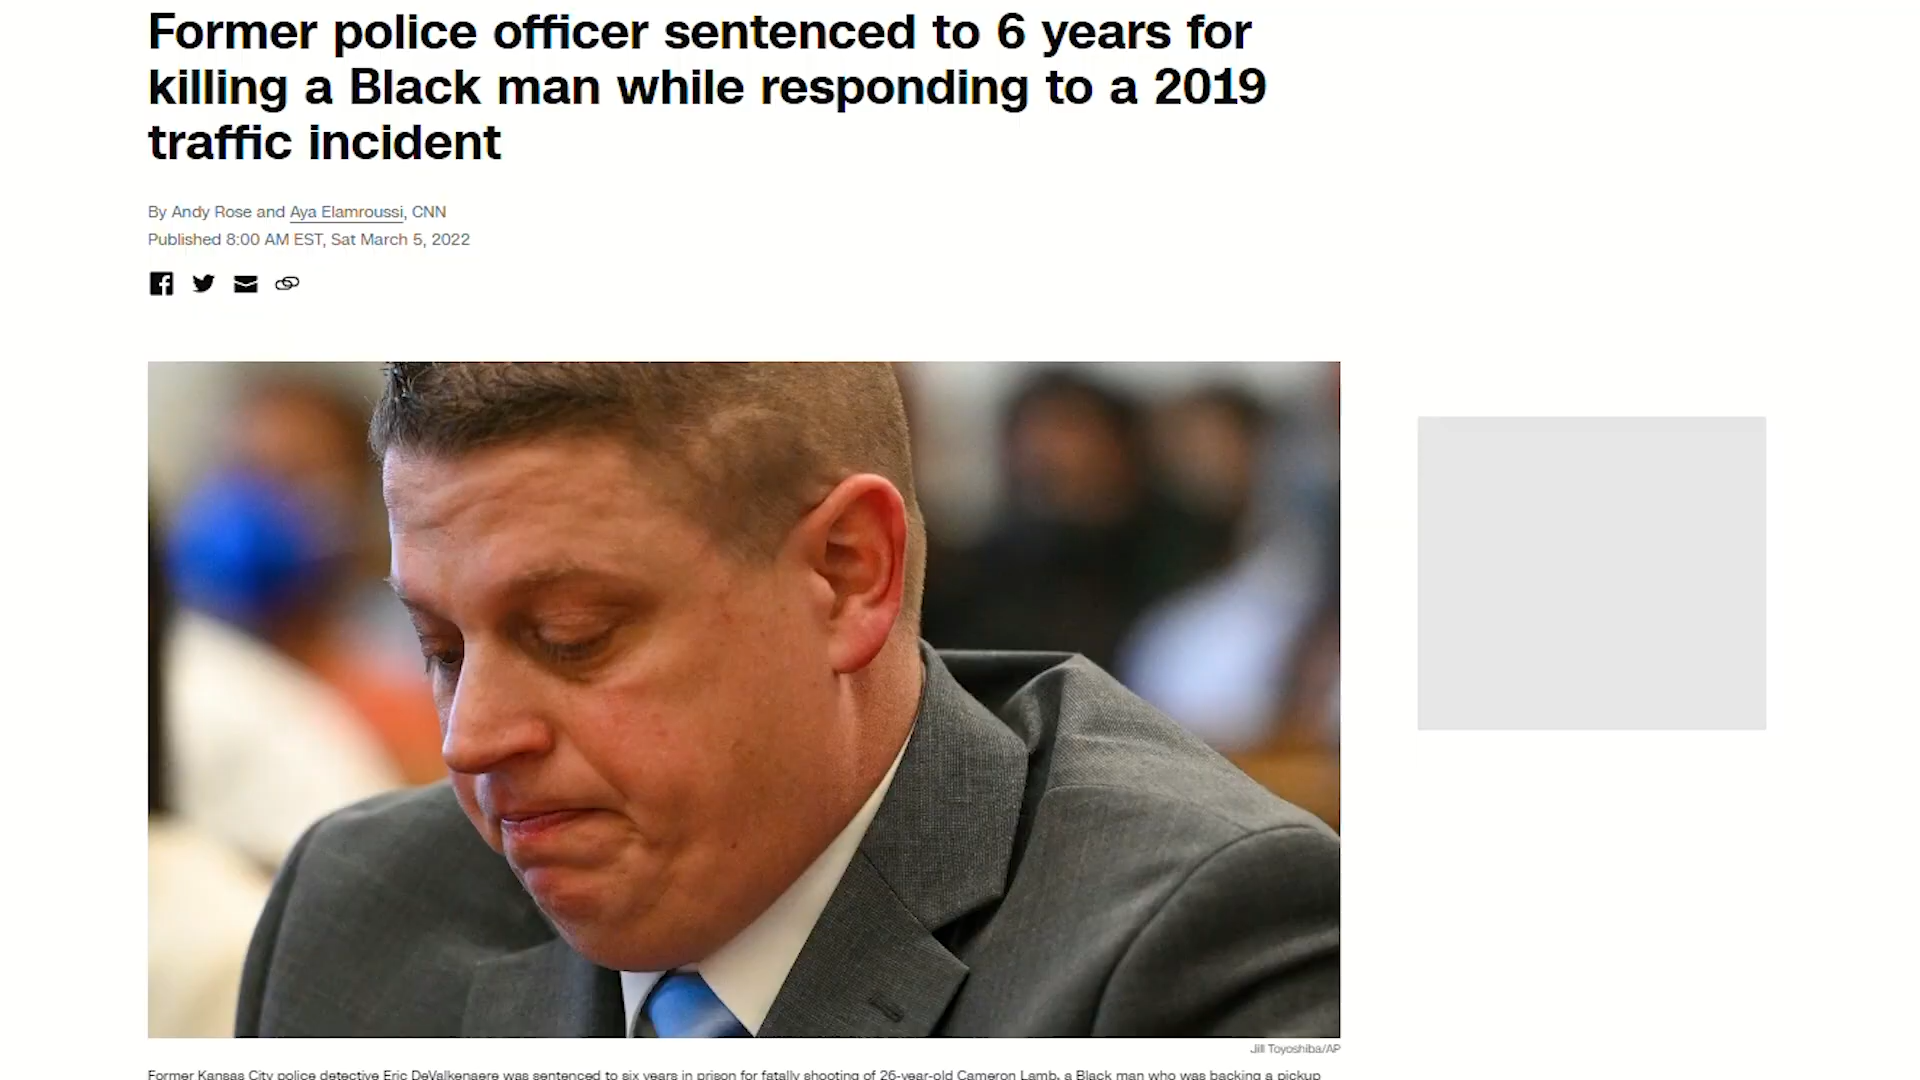 Former police officer sentenced to 6 years for
killing a Black man while responding to a 2019
traffic incident
By Andy Rose and Aya Elamroussi, CNN
Published 8:00 AM EST, Sat March 5, 2022
Jill Toyoshiba/AP
Former Kansas City police detective Eric DeValkenaere was sentenced to six years in prison for fatally shooting of 26-year-old Cameron Lamb, a Black man who was backing a pickup